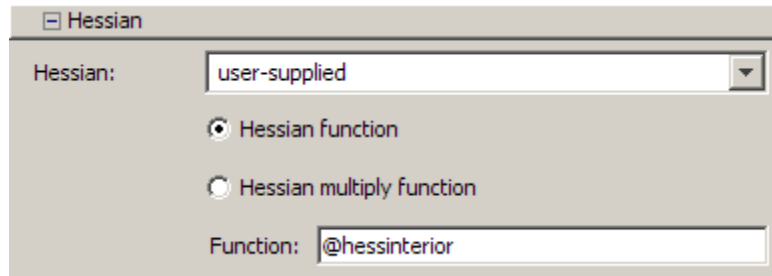 Hessian
Hessian: user-supplied
Hessian function
Hessian multiply function
Function: @hessinterior